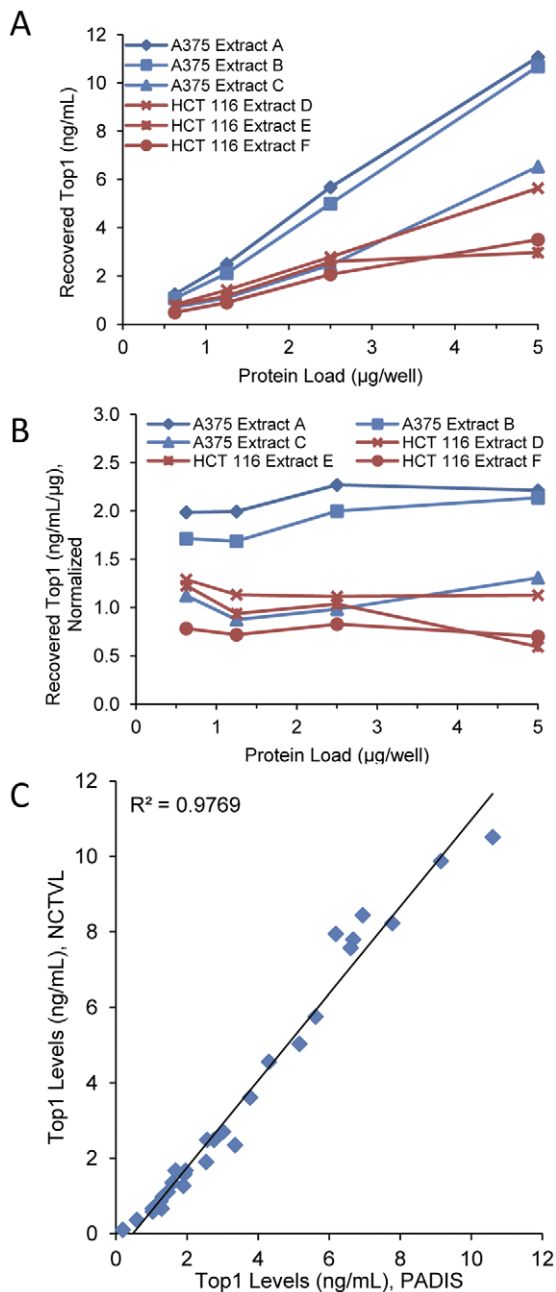 A
Recovered Top1 (ng/mL)
12
10
8
6
4
2
0
A375 Extract A
A375 Extract B
A375 Extract C
HCT 116 Extract D
HCT 116 Extract E
HCT 116 Extract F
0 1 2 3 4 5
Protein Load (µg/well)
B
Recovered Top1 (ng/mL/µg),
Normalized
3.0
2.5
2.0
1.5
1.0
0.5
0.0
A375 Extract A A375 Extract B
A375 Extract C HCT 116 Extract D
HCT 116 Extract E HCT 116 Extract F
0 1 2 3 4 5
Protein Load (µg/well)
C
Top1 Levels (ng/mL), NCTVL
12
10
8
6
4
2
0
R² = 0.9769
0 2 4 6 8 10 12
Top1 Levels (ng/mL), PADIS